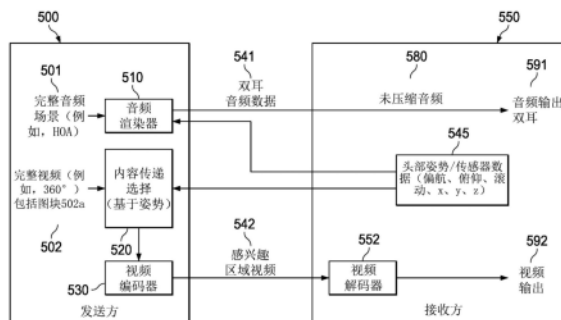 500
550
501
完整音频
场景(例
如，HOA)
510
音频
渲染器
541
双耳
音频数据
580
未压缩音频
591
音频输出
双耳
545
头部姿势/传感器数
据(偏航、俯仰、滚
动、x、y、z)
完整视频(例
如，360°)
包括图块502a
502
内容传递
选择
(基于姿势)
520
530
视频
编码器
发送方
542
感兴趣
区域视频
552
视频
解码器
592
视频
输出
接收方